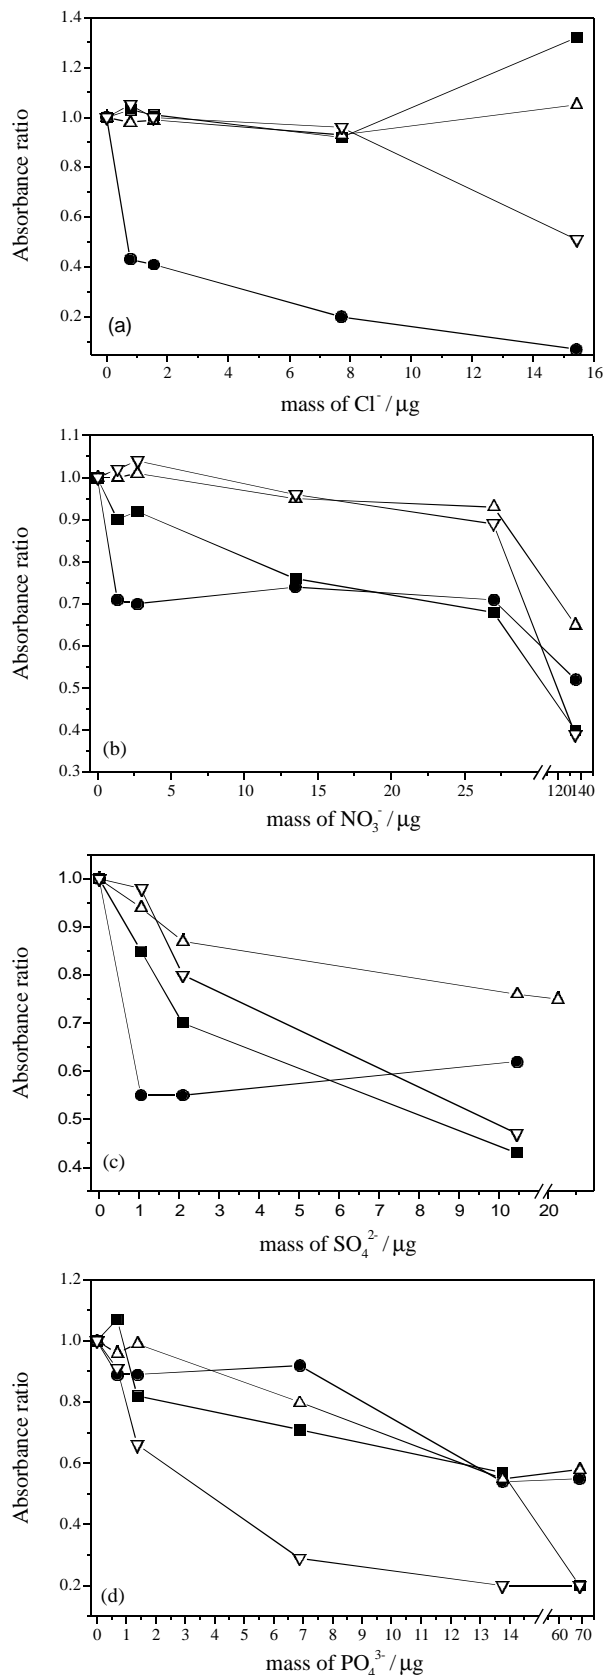 1.4
1.2
1.0
0.8
0.6
0.4
0.2
Absorbance ratio
(a)
0 2 4 6 8 10 12 14 16
mass of Cl⁻ / μg
1.1
1.0
0.9
0.8
0.7
0.6
0.5
0.4
0.3
Absorbance ratio
(b)
0 5 10 15 20 25 120 140
mass of NO₃⁻ / μg
1.0
0.9
0.8
0.7
0.6
0.5
0.4
Absorbance ratio
(c)
0 1 2 3 4 5 6 7 8 9 10 20
mass of SO₄²⁻ / μg
1.2
1.0
0.8
0.6
0.4
0.2
Absorbance ratio
(d)
0 1 2 3 4 5 6 7 8 9 10 11 12 13 14 60 70
mass of PO₄³⁻ / μg